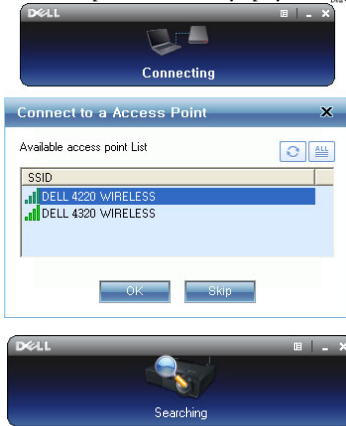 DELL
Connecting
Connect to a Access Point
Available access point List
ALL
SSID
DELL 4220 WIRELESS
DELL 4320 WIRELESS
OK
Skip
DELL
Searching